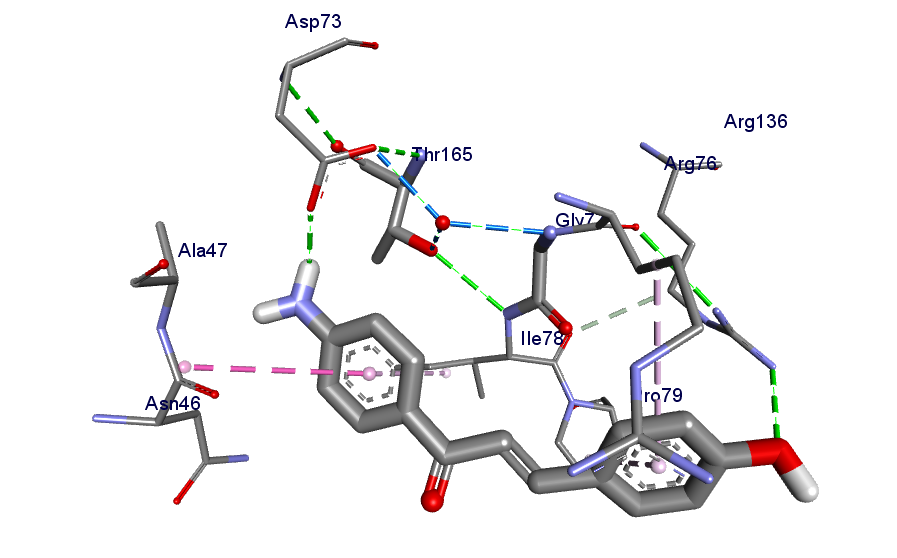 Asp73
Arg136
Thr165
Arg76
Gly7
Ala47
Ile78
Asn46
ro79